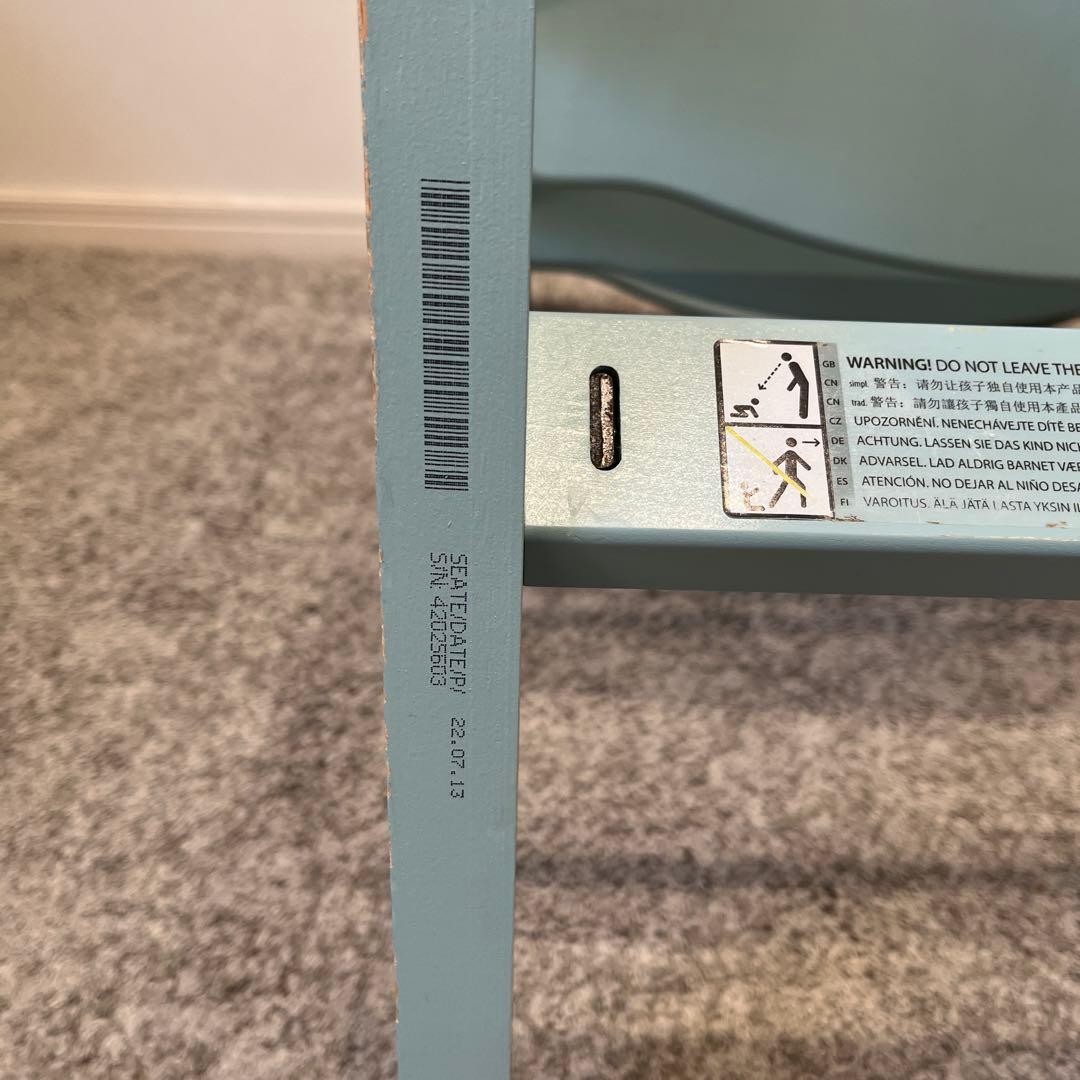 SEATE/DATE/P/ 22.07.13
S/N: 42025603
GB WARNING! DO NOT LEAVE THE
CN simpl. 警告：请勿让孩子独自使用本产品
CN trad. 警告：請勿讓孩子獨自使用本產品
CZ UPOZORNĚNÍ. NENECHÁVEJTE DÍTĚ BE
DE ACHTUNG. LASSEN SIE DAS KIND NICH
DK ADVARSEL. LAD ALDRIG BARNET VÆR
ES ATENCIÓN. NO DEJAR AL NIÑO DESA
FI VAROITUS. ÄLÄ JÄTÄ LASTA YKSIN IL